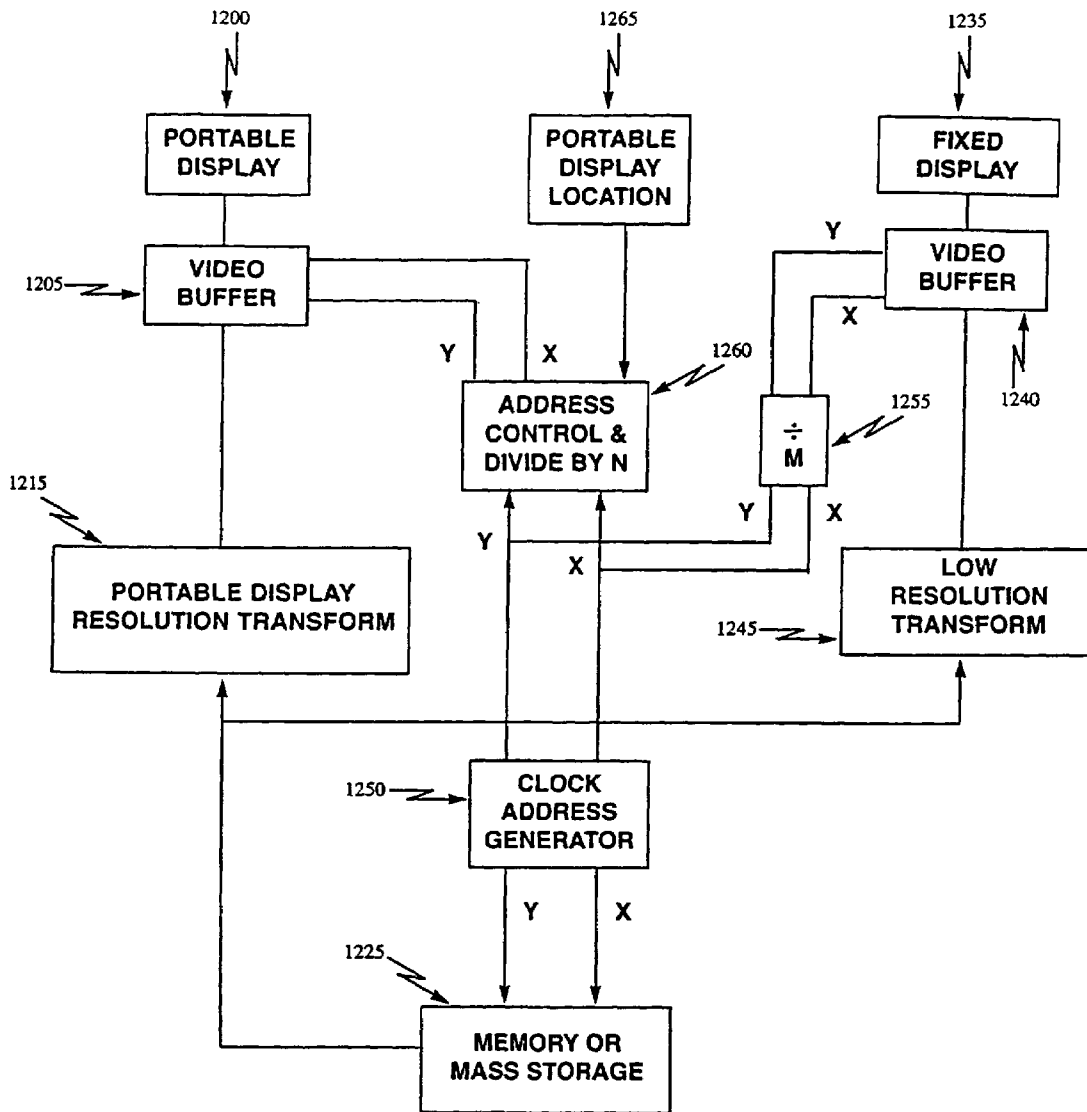 1200
1265
1235
PORTABLE
DISPLAY
PORTABLE
DISPLAY
LOCATION
FIXED
DISPLAY
1205
VIDEO
BUFFER
Y
VIDEO
BUFFER
X
Y
X
1260
1240
ADDRESS
CONTROL &
DIVIDE BY N
÷
M
1255
1215
Y
X
Y
X
PORTABLE DISPLAY
RESOLUTION TRANSFORM
LOW
RESOLUTION
TRANSFORM
1245
1250
CLOCK
ADDRESS
GENERATOR
Y
X
1225
MEMORY OR
MASS STORAGE